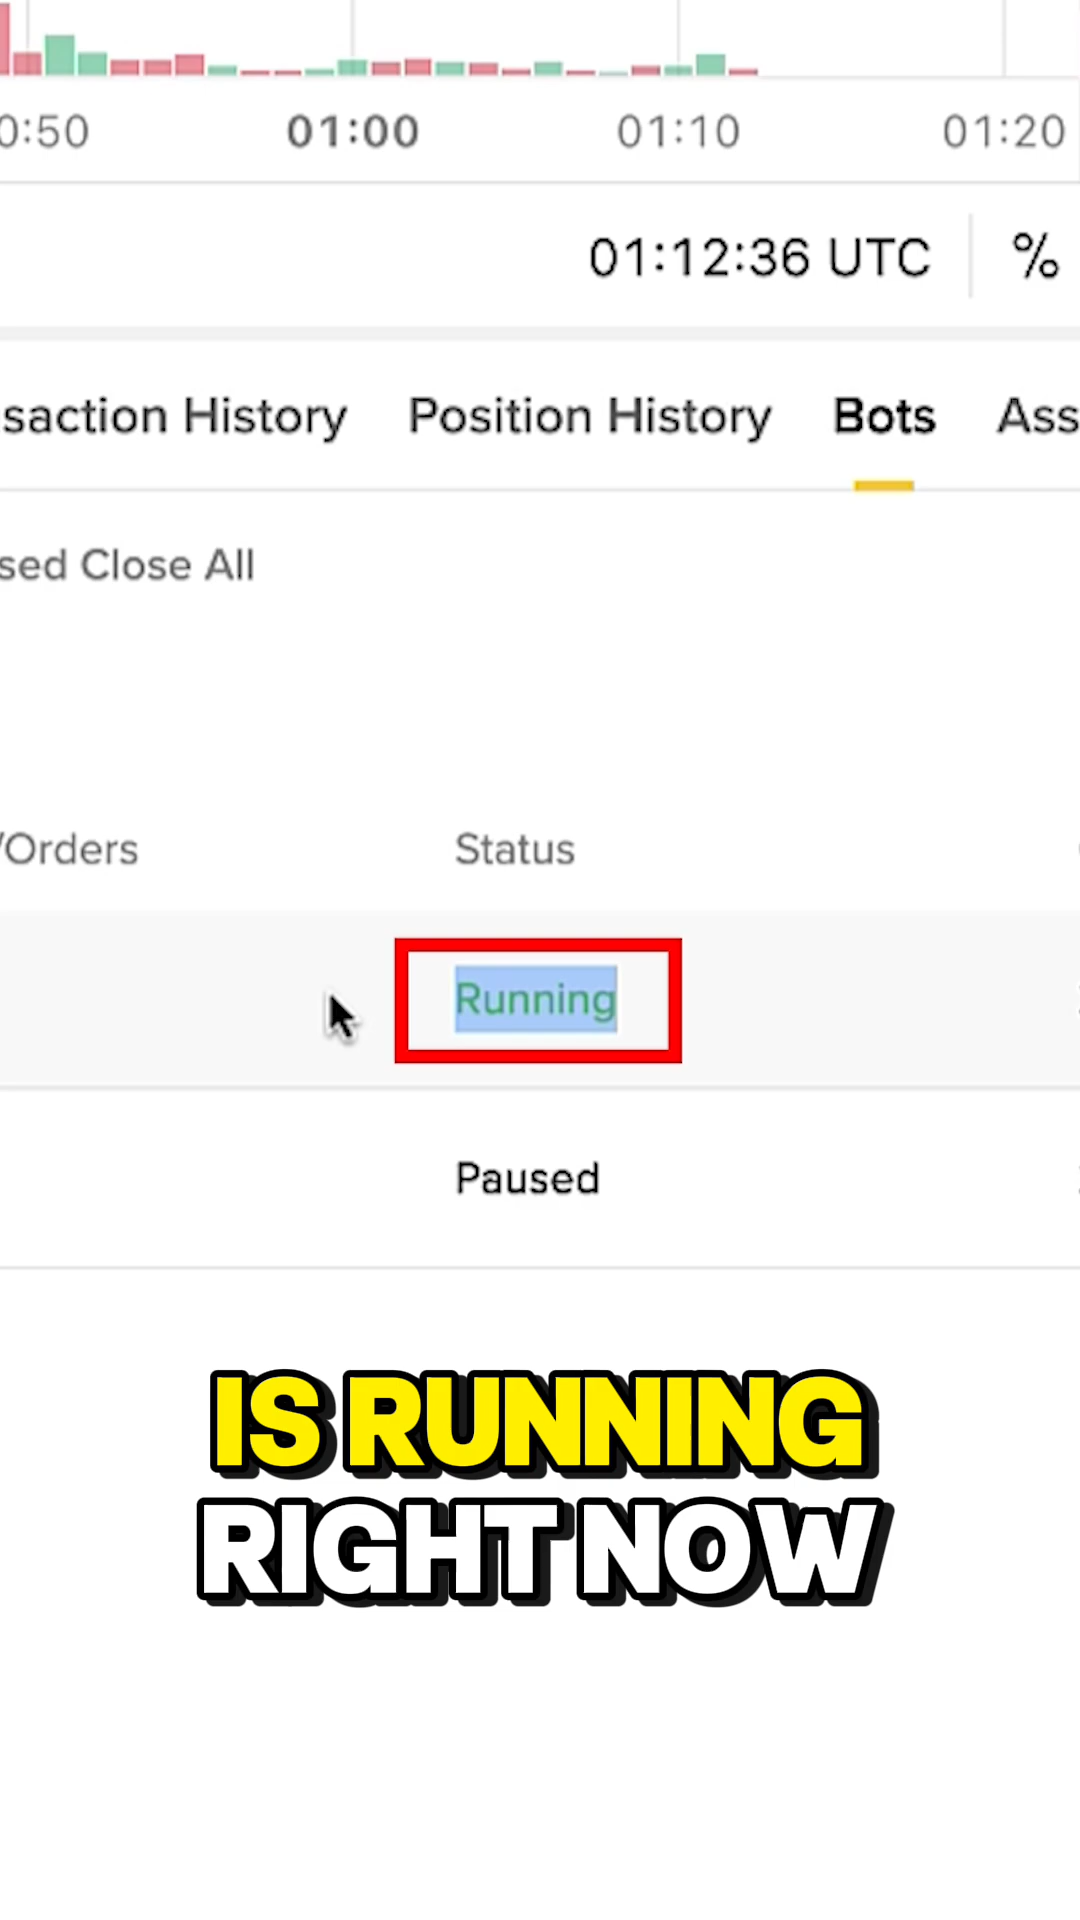 0:50 01:00 01:10 01:20
01:12:36 UTC %
saction History Position History Bots Ass
sed Close All
/Orders Status
Running
Paused
IS RUNNING
RIGHT NOW